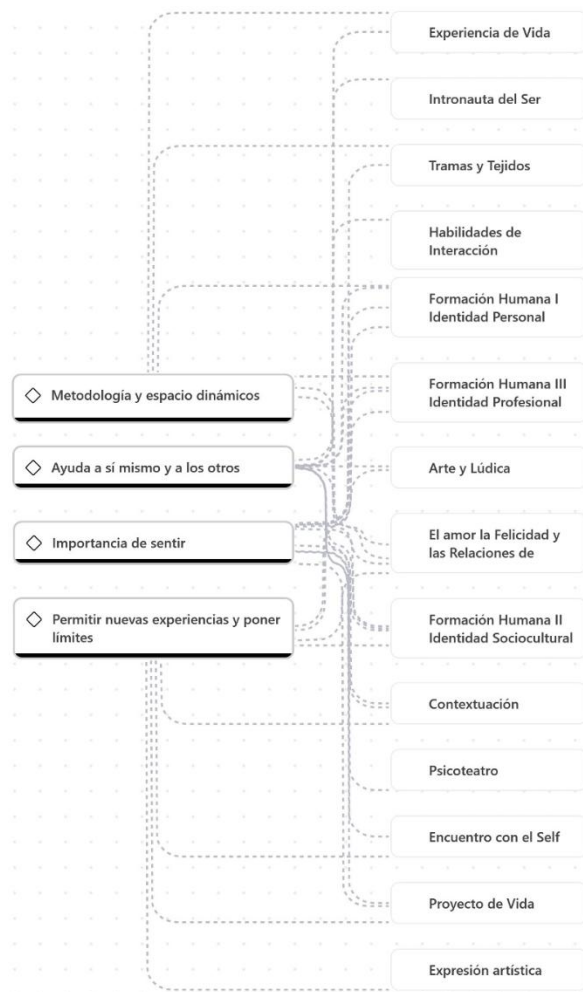 Experiencia de Vida
Intronauta del Ser
Tramas y Tejidos
Habilidades de
Interacción
Formación Humana I
Identidad Personal
Metodología y espacio dinámicos
Formación Humana III
Identidad Profesional
Ayuda a sí mismo y a los otros
Arte y Lúdica
Importancia de sentir
El amor la Felicidad y
las Relaciones de
Permitir nuevas experiencias y poner
límites
Formación Humana II
Identidad Sociocultural
Contextuación
Psicoteatro
Encuentro con el Self
Proyecto de Vida
Expresión artística